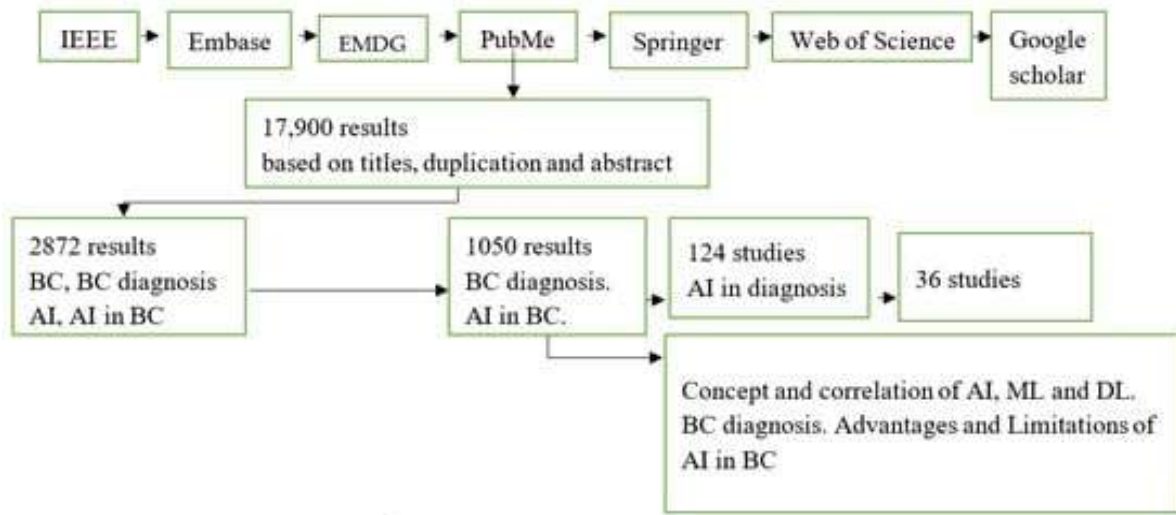 IEEE
Embase
EMDG
PubMe
Springer
Web of Science
Google
scholar
17,900 results
based on titles, duplication and abstract
2872 results
BC, BC diagnosis
AI, AI in BC
1050 results
BC diagnosis.
AI in BC.
124 studies
AI in diagnosis
36 studies
Concept and correlation of AI, ML and DL.
BC diagnosis. Advantages and Limitations of
AI in BC